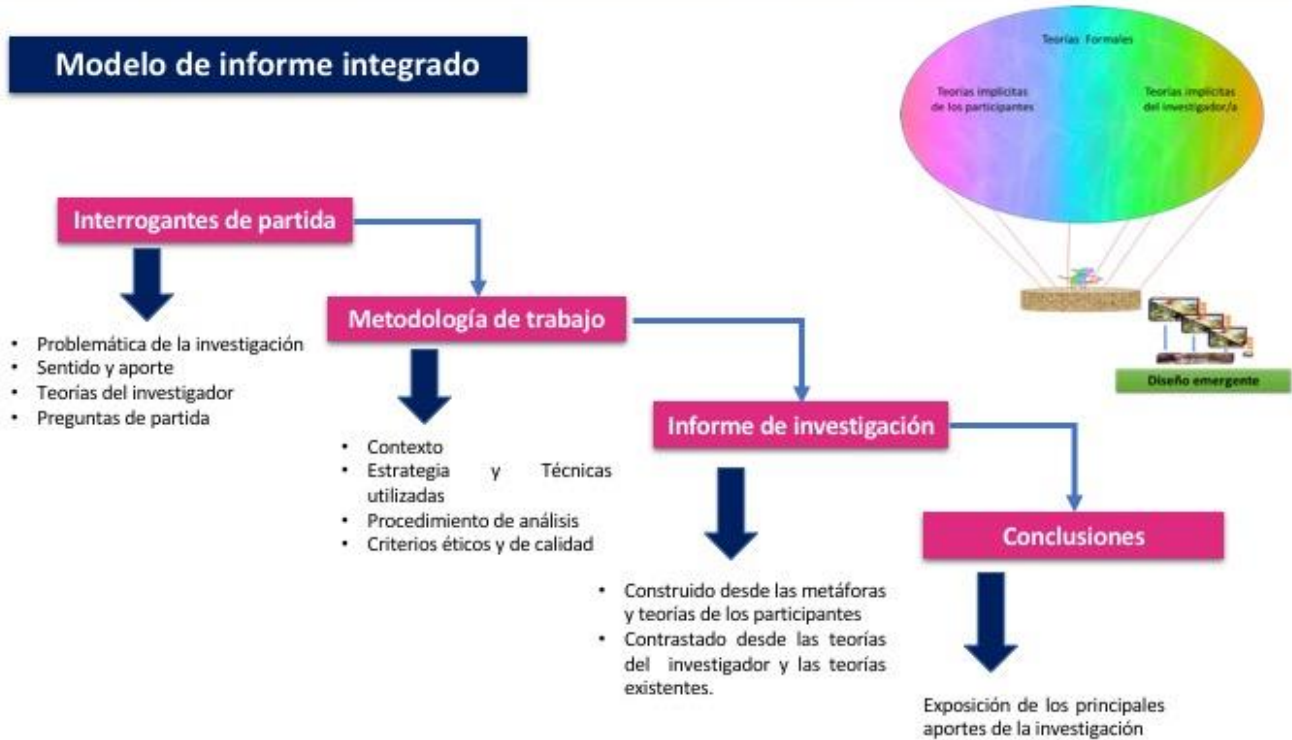 Modelo de informe integrado
Teorías Formales
Teorías implícitas
de los participantes
Teorías implícitas
del investigador/a
Interrogantes de partida
• Problemática de la investigación
• Sentido y aporte
• Teorías del investigador
• Preguntas de partida
Metodología de trabajo
• Contexto
• Estrategia y Técnicas
utilizadas
• Procedimiento de análisis
• Criterios éticos y de calidad
Diseño emergente
Informe de investigación
• Construido desde las metáforas
y teorías de los participantes
• Contrastado desde las teorías
del investigador y las teorías
existentes.
Conclusiones
Exposición de los principales
aportes de la investigación